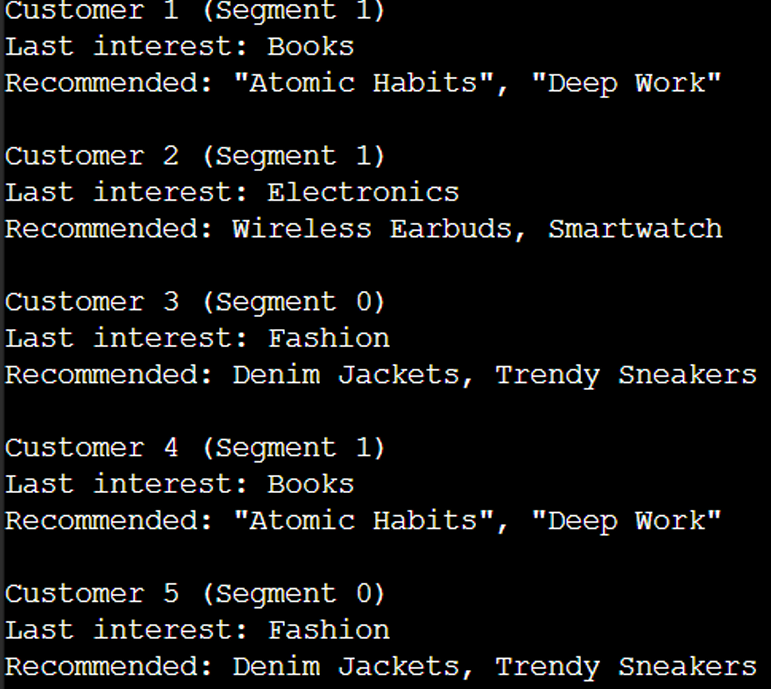 Customer 1 (Segment 1)
Last interest: Books
Recommended: "Atomic Habits", "Deep Work"
Customer 2 (Segment 1)
Last interest: Electronics
Recommended: Wireless Earbuds, Smartwatch
Customer 3 (Segment 0)
Last interest: Fashion
Recommended: Denim Jackets, Trendy Sneakers
Customer 4 (Segment 1)
Last interest: Books
Recommended: "Atomic Habits", "Deep Work"
Customer 5 (Segment 0)
Last interest: Fashion
Recommended: Denim Jackets, Trendy Sneakers